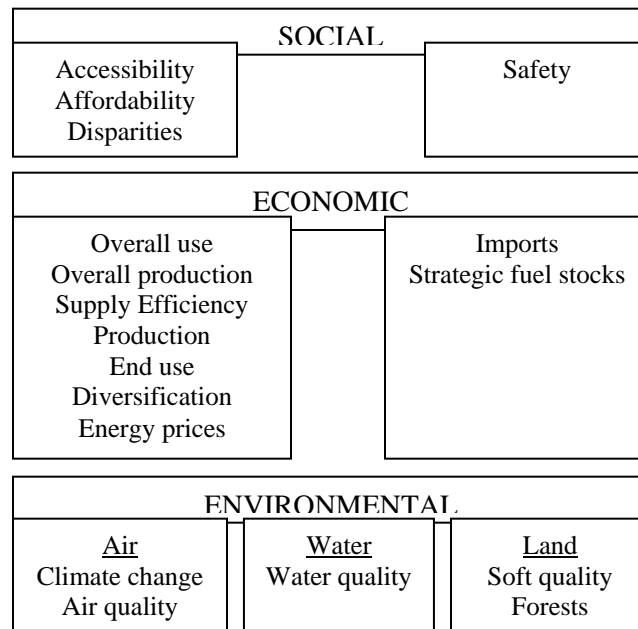 SOCIAL
Accessibility
Affordability
Disparities
Safety
ECONOMIC
Overall use
Overall production
Supply Efficiency
Production
End use
Diversification
Energy prices
Imports
Strategic fuel stocks
ENVIRONMENTAL
Air
Climate change
Air quality
Water
Water quality
Land
Soft quality
Forests